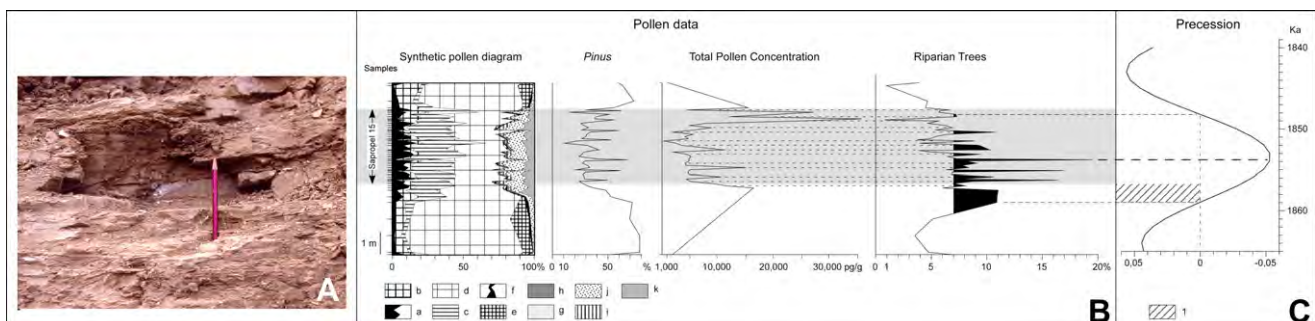 Pollen data
Precession
Ka
Synthetic pollen diagram
Pinus
Total Pollen Concentration
Riparian Trees
Samples
1840
1850
1860
Sapropel 15
1 m
0 50 100%
0 10 50 %
1,000 10,000 20,000 30,000 pg/g
0 1 5 10 15 20%
0,05 0 -0,05
b d f h j k
a c e g i
1
A
B
C